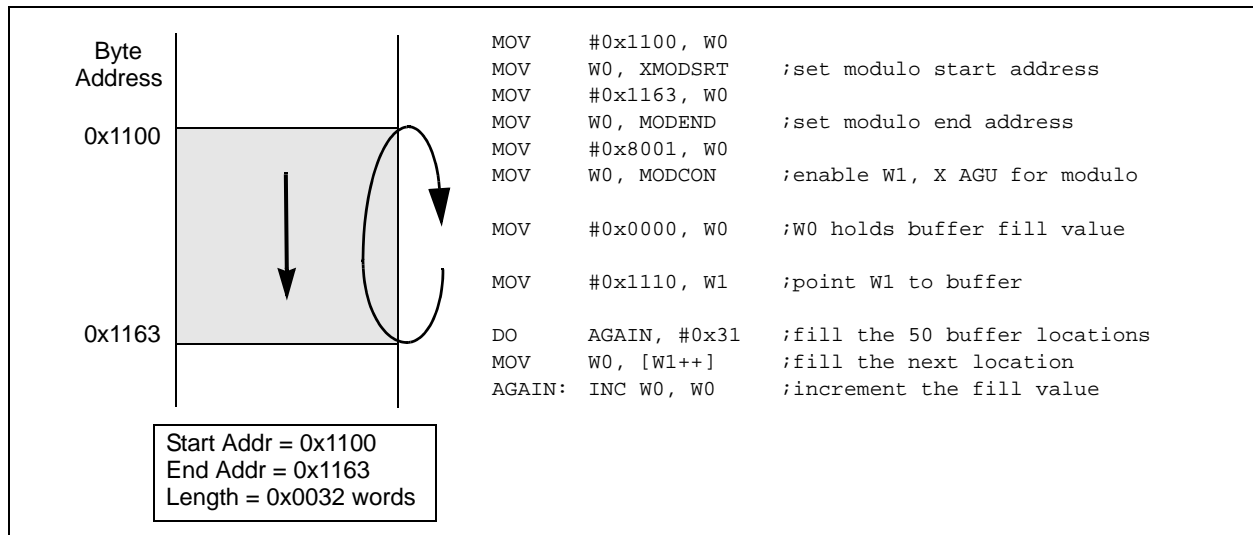 Byte
Address
0x1100
0x1163
Start Addr = 0x1100
End Addr = 0x1163
Length = 0x0032 words
MOV #0x1100, W0
MOV W0, XMODSRT ;set modulo start address
MOV #0x1163, W0
MOV W0, MODEND ;set modulo end address
MOV #0x8001, W0
MOV W0, MODCON ;enable W1, X AGU for modulo
MOV #0x0000, W0 ;W0 holds buffer fill value
MOV #0x1110, W1 ;point W1 to buffer
DO AGAIN, #0x31 ;fill the 50 buffer locations
MOV W0, [W1++] ;fill the next location
AGAIN: INC W0, W0 ;increment the fill value